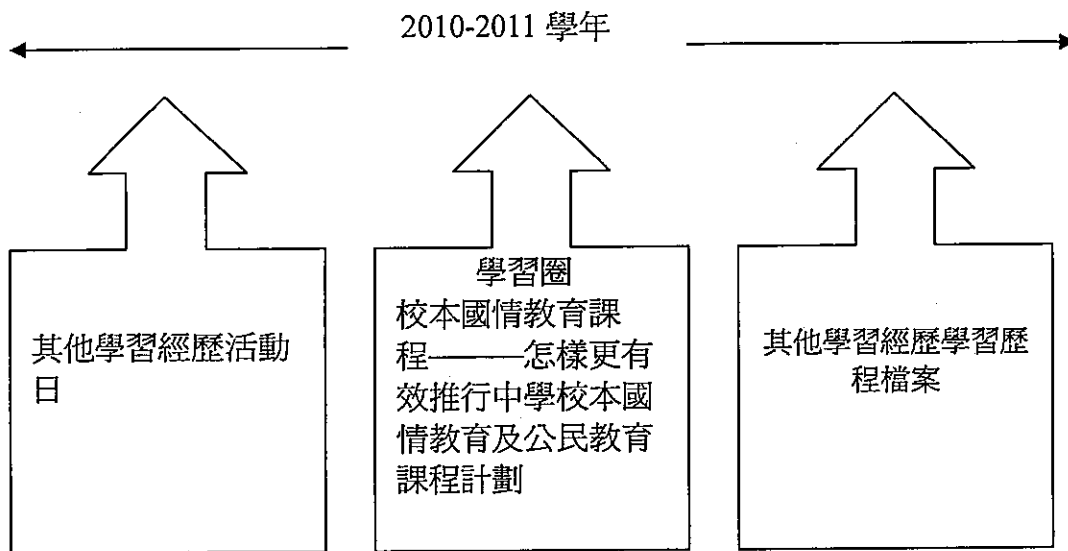 2010-2011 學年
其他學習經歷活動
日
學習圈
校本國情教育課
程———怎樣更有
效推行中學校本國
情教育及公民教育
課程計劃
其他學習經歷學習歷
程檔案